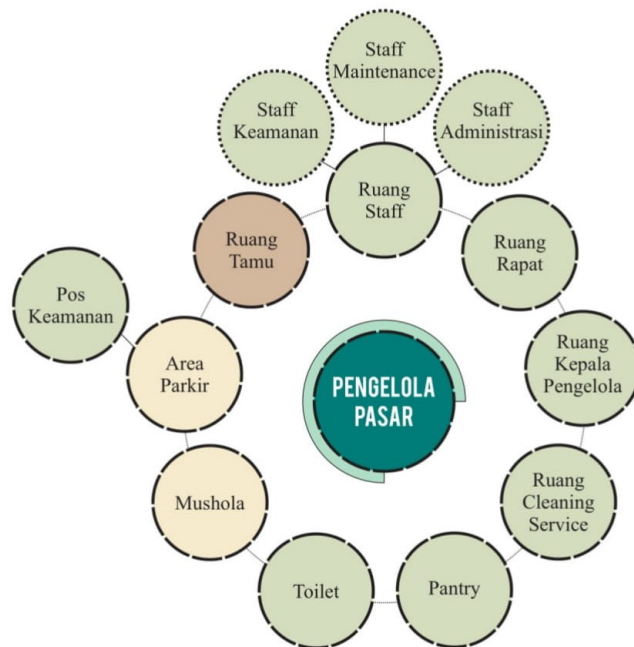 Staff
Maintenance
Staff
Keamanan
Staff
Administrasi
Ruang
Staff
Ruang
Tamu
Ruang
Rapat
Pos
Keamanan
Area
Parkir
Ruang
Kepala
Pengelola
PENGELOLA
PASAR
Mushola
Ruang
Cleaning
Service
Toilet
Pantry